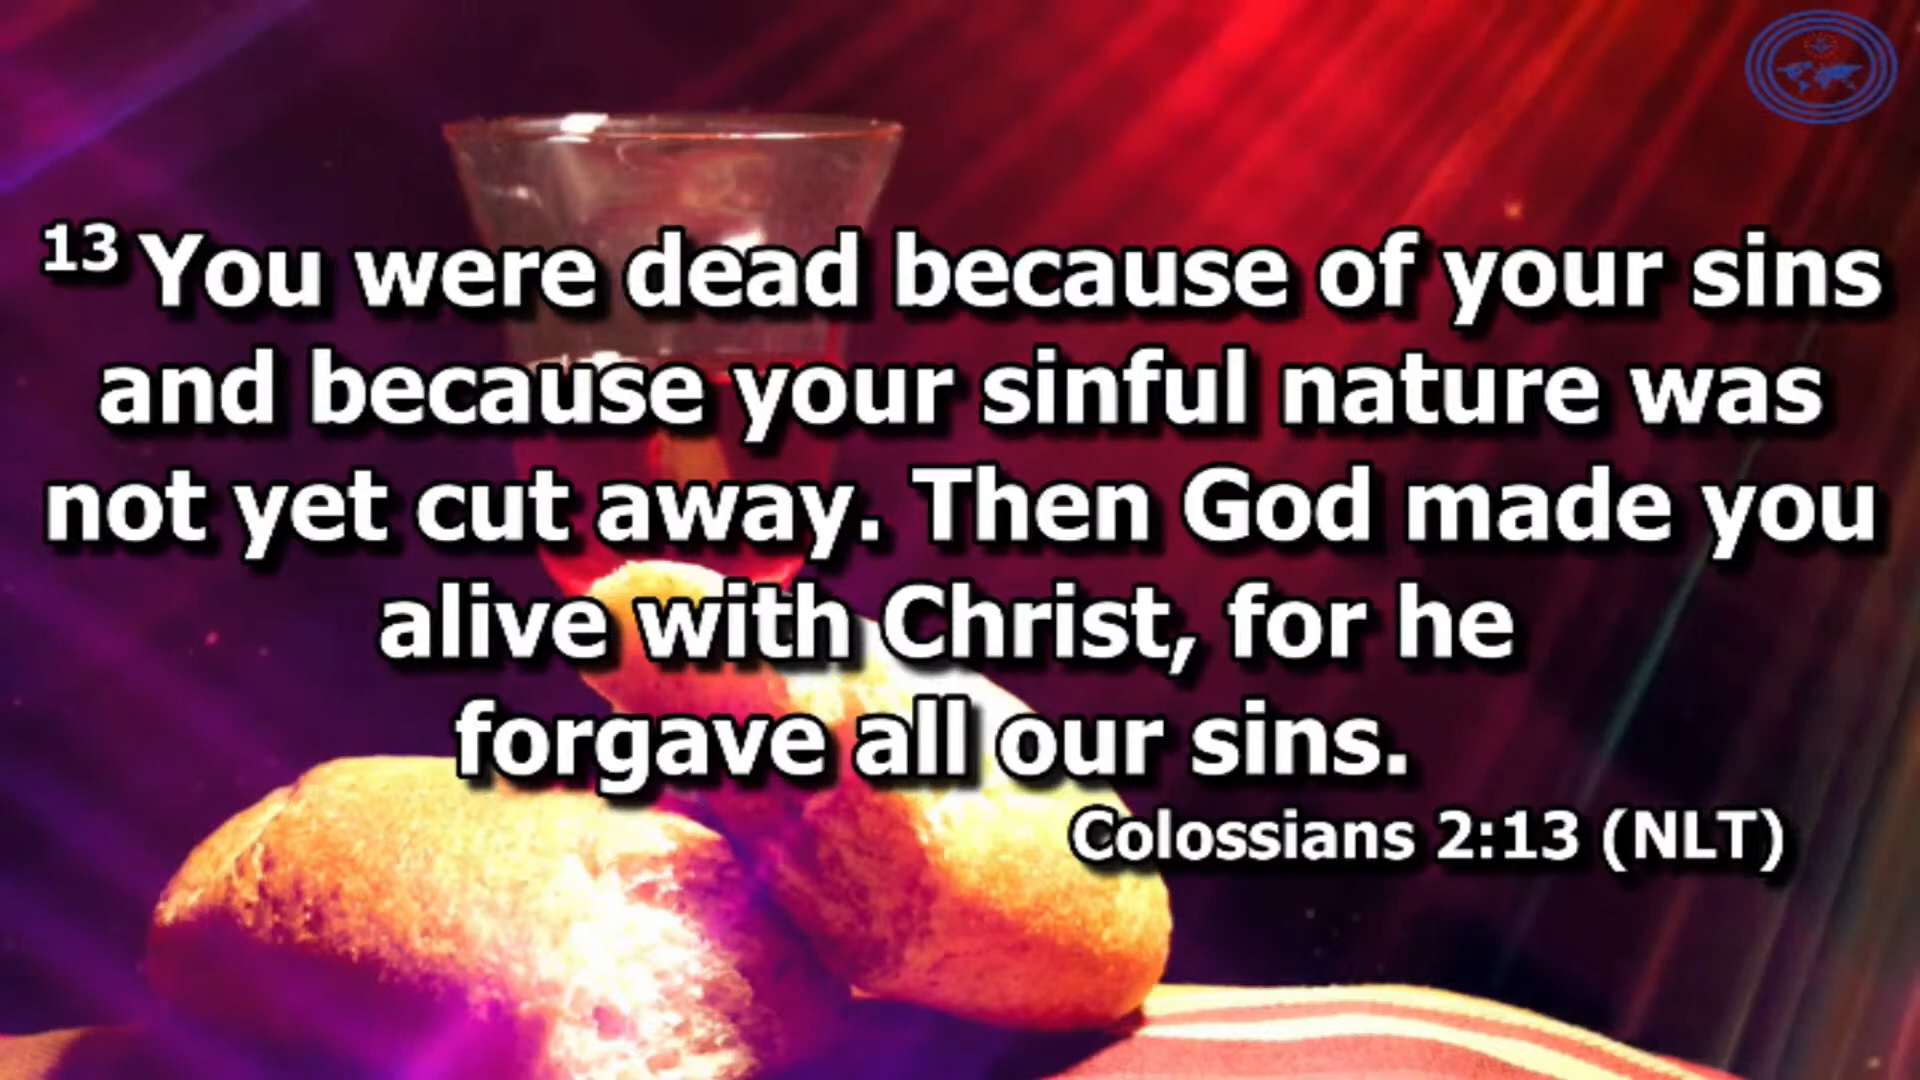 13 You were dead because of your sins
and because your sinful nature was
not yet cut away. Then God made you
alive with Christ, for he
forgave all our sins.
Colossians 2:13 (NLT)